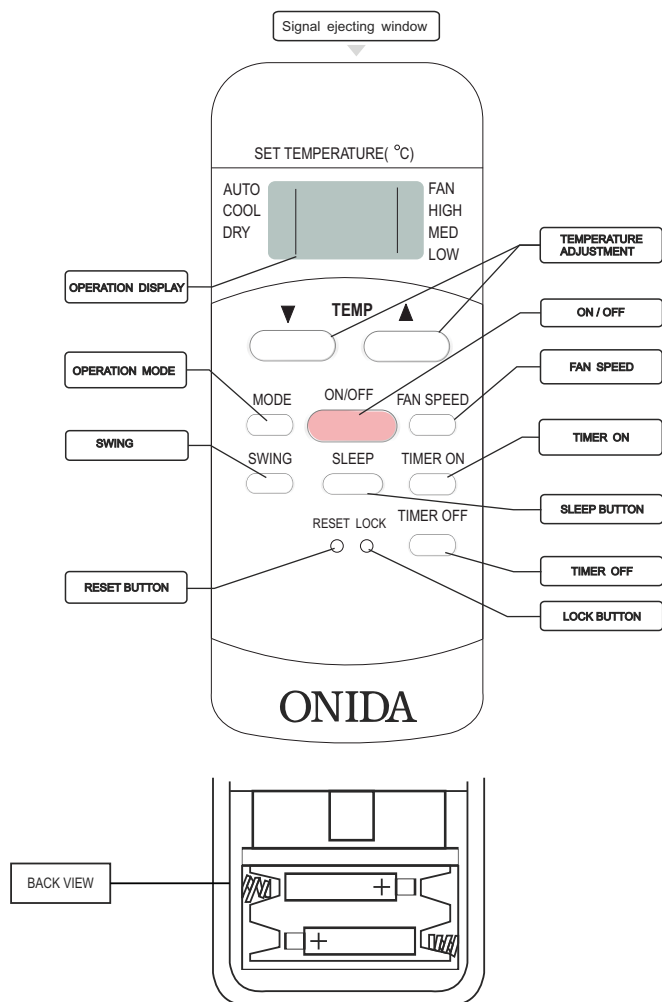 Signal ejecting window
SET TEMPERATURE( °C)
AUTO
COOL
DRY
FAN
HIGH
MED
LOW
TEMPERATURE
ADJUSTMENT
OPERATION DISPLAY
▼ TEMP ▲
ON / OFF
OPERATION MODE
FAN SPEED
MODE ON/OFF FAN SPEED
SWING
TIMER ON
SWING SLEEP TIMER ON
SLEEP BUTTON
RESET LOCK TIMER OFF
TIMER OFF
RESET BUTTON
LOCK BUTTON
ONIDA
BACK VIEW
+
+